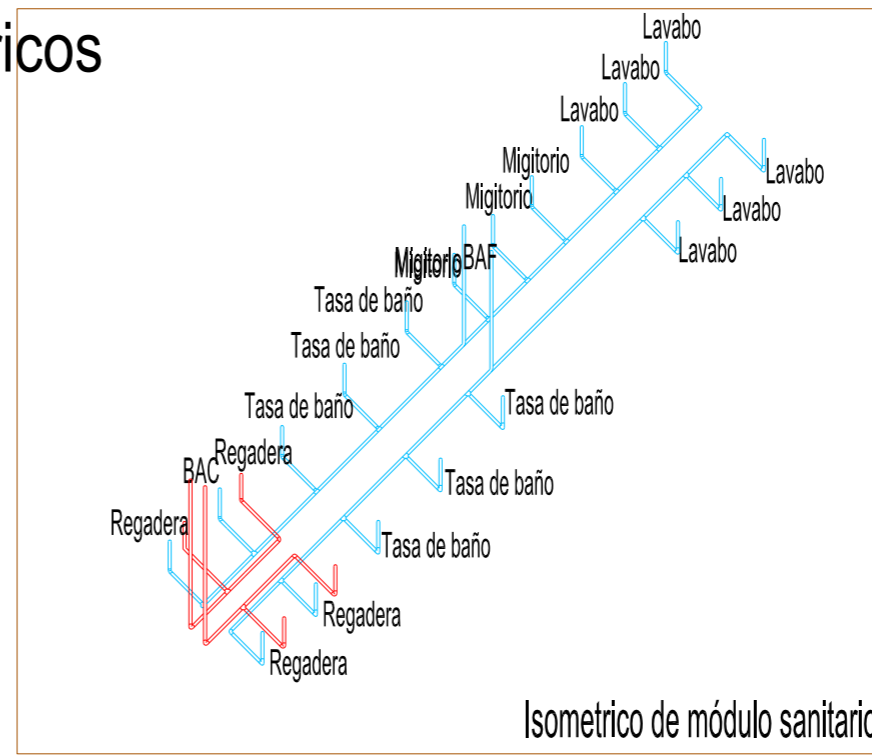 ricos
Lavabo
Lavabo
Lavabo
Migitorio
Lavabo
Migitorio
Lavabo
Lavabo
Migitorio
BAF
Tasa de baño
Tasa de baño
Tasa de baño
Tasa de baño
Regadera
BAC
Tasa de baño
Regadera
Tasa de baño
Regadera
Regadera
Isometrico de módulo sanitario